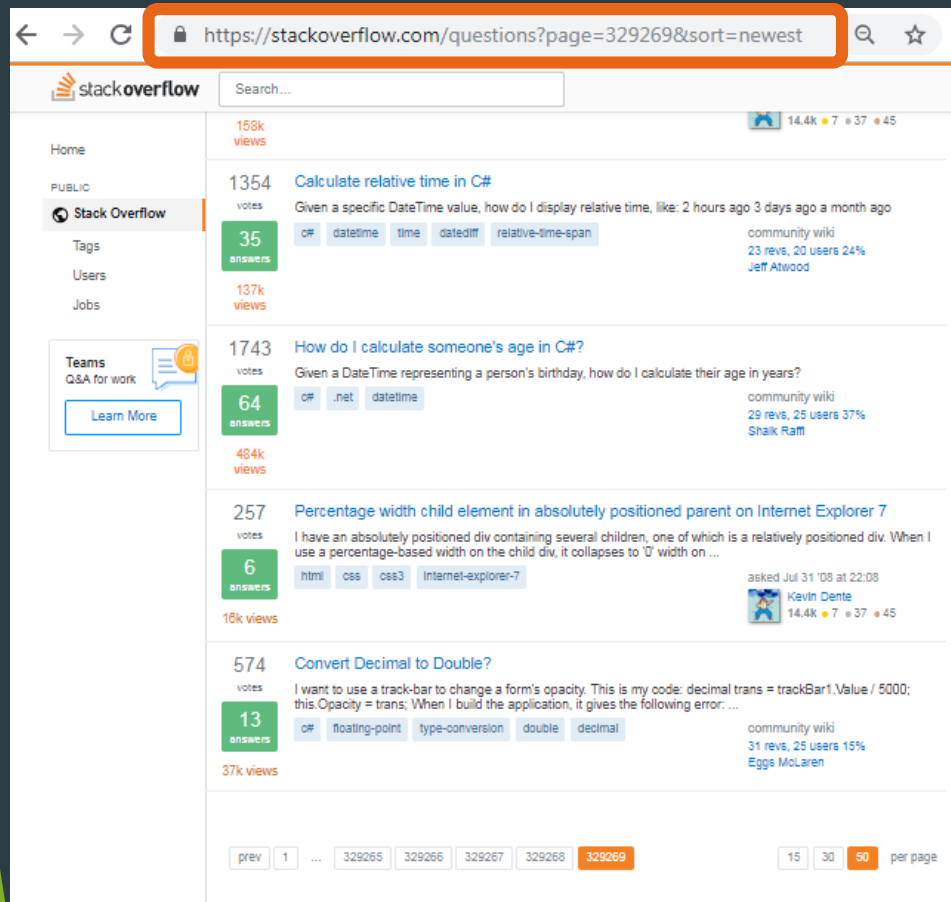 https://stackoverflow.com/questions?page=329269&sort=newest
stackoverflow
Search...
Home
PUBLIC
Stack Overflow
Tags
Users
Jobs
Teams
Q&A for work
Learn More
158k
views
14.4k 7 37 45
1354
votes
35
answers
137k
views
Calculate relative time in C#
Given a specific DateTime value, how do I display relative time, like: 2 hours ago 3 days ago a month ago
c# datetime time datediff relative-time-span
community wiki
23 revs, 20 users 24%
Jeff Atwood
1743
votes
64
answers
484k
views
How do I calculate someone's age in C#?
Given a DateTime representing a person's birthday, how do I calculate their age in years?
c# .net datetime
community wiki
29 revs, 25 users 37%
Shaik Raffi
257
votes
6
answers
16k views
Percentage width child element in absolutely positioned parent on Internet Explorer 7
I have an absolutely positioned div containing several children, one of which is a relatively positioned div. When I
use a percentage-based width on the child div, it collapses to '0' width on ...
html css css3 internet-explorer-7
asked Jul 31 '08 at 22:08
Kevin Dente
14.4k 7 37 45
574
votes
13
answers
37k views
Convert Decimal to Double?
I want to use a track-bar to change a form's opacity. This is my code: decimal trans = trackBar1.Value / 5000;
this.Opacity = trans; When I build the application, it gives the following error: ...
c# floating-point type-conversion double decimal
community wiki
31 revs, 25 users 15%
Eggs McLaren
prev 1 ... 329265 329266 329267 329268 329269
15 30 50 per page